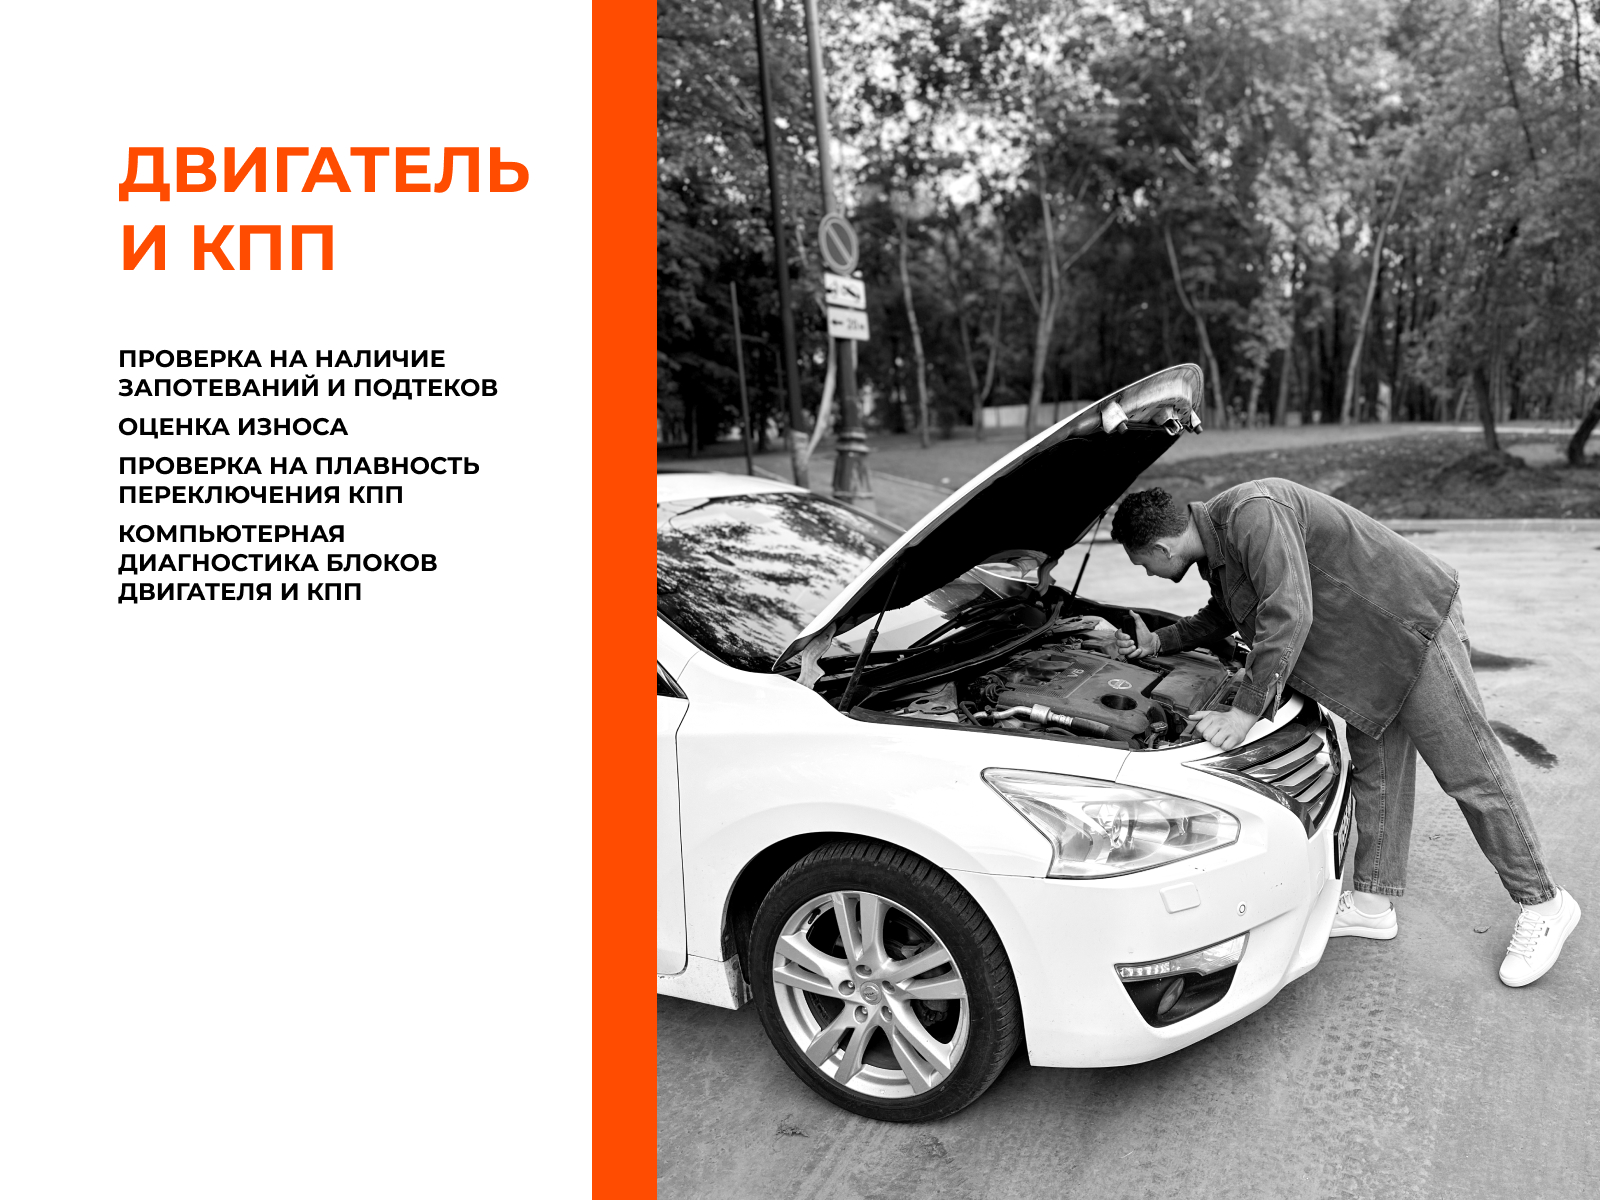 ДВИГАТЕЛЬ
И КПП
ПРОВЕРКА НА НАЛИЧИЕ
ЗАПОТЕВАНИЙ И ПОДТЕКОВ
ОЦЕНКА ИЗНОСА
ПРОВЕРКА НА ПЛАВНОСТЬ
ПЕРЕКЛЮЧЕНИЯ КПП
КОМПЬЮТЕРНАЯ
ДИАГНОСТИКА БЛОКОВ
ДВИГАТЕЛЯ И КПП
V6